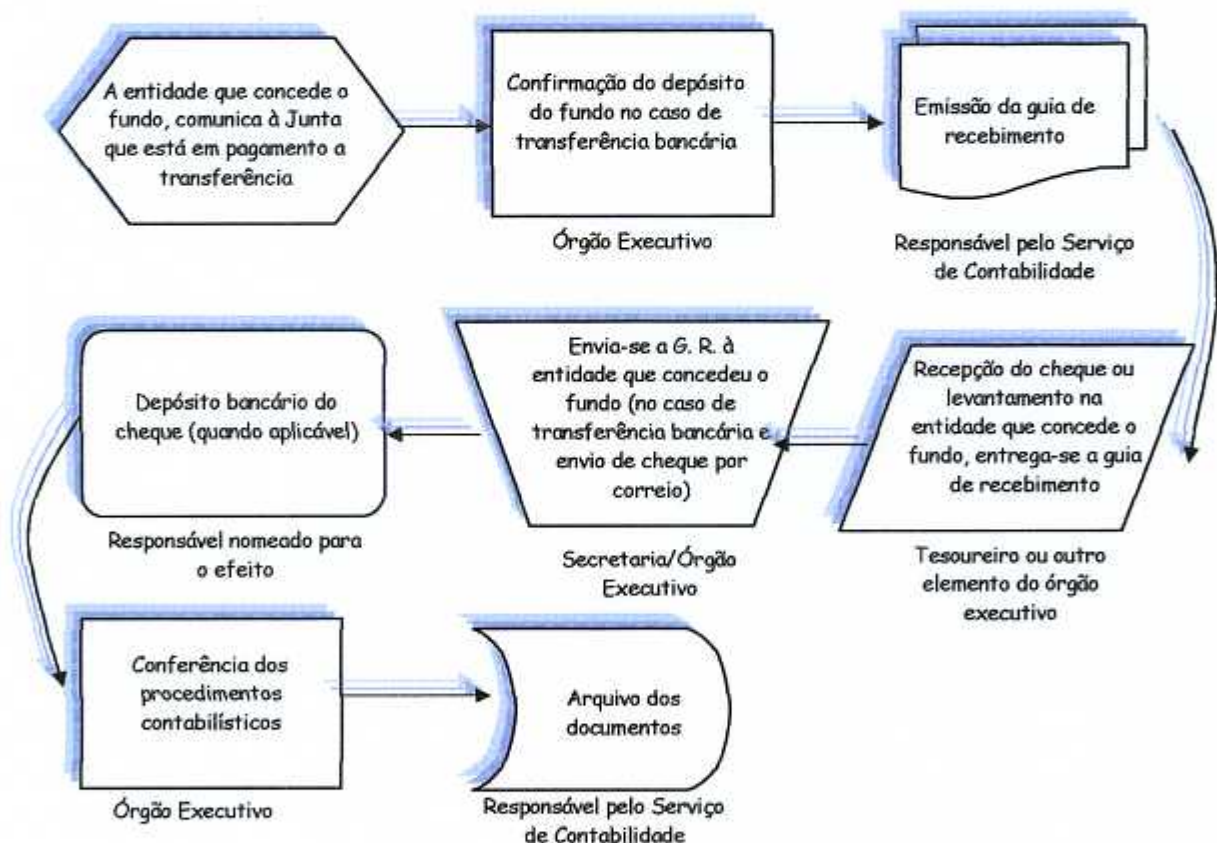 A entidade que concede o
fundo, comunica à Junta
que está em pagamento a
transferência
Confirmação do depósito
do fundo no caso de
transferência bancária
Órgão Executivo
Emissão da guia de
recebimento
Responsável pelo Serviço
de Contabilidade
Recepção do cheque ou
levantamento na
entidade que concede o
fundo, entrega-se a guia
de recebimento
Tesoureiro ou outro
elemento do órgão
executivo
Envia-se a G. R. à
entidade que concedeu o
fundo (no caso de
transferência bancária e
envio de cheque por
correio)
Secretaria/Órgão
Executivo
Depósito bancário do
cheque (quando aplicável)
Responsável nomeado para
o efeito
Conferência dos
procedimentos
contabilísticos
Órgão Executivo
Arquivo dos
documentos
Responsável pelo Serviço
de Contabilidade